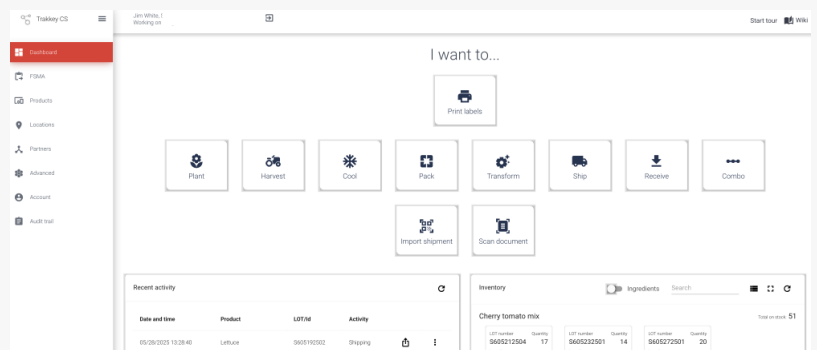 Trakkey CS
Jim White, I
Working on
Start tour
Wiki
Dashboard
FSMA
Products
Locations
Partners
Advanced
Account
Audit trail
I want to...
Print labels
Plant
Harvest
Cool
Pack
Transform
Ship
Receive
Combo
Import shipment
Scan document
Recent activity
Date and time Product LOT/Id Activity
05/28/2025 13:28:40 Lettuce S605192502 Shipping
Inventory
Ingredients
Search
Cherry tomato mix
Total on stock: 51
LOT number Quantity LOT number Quantity LOT number Quantity
S605212504 17 S605232501 14 S605272501 20